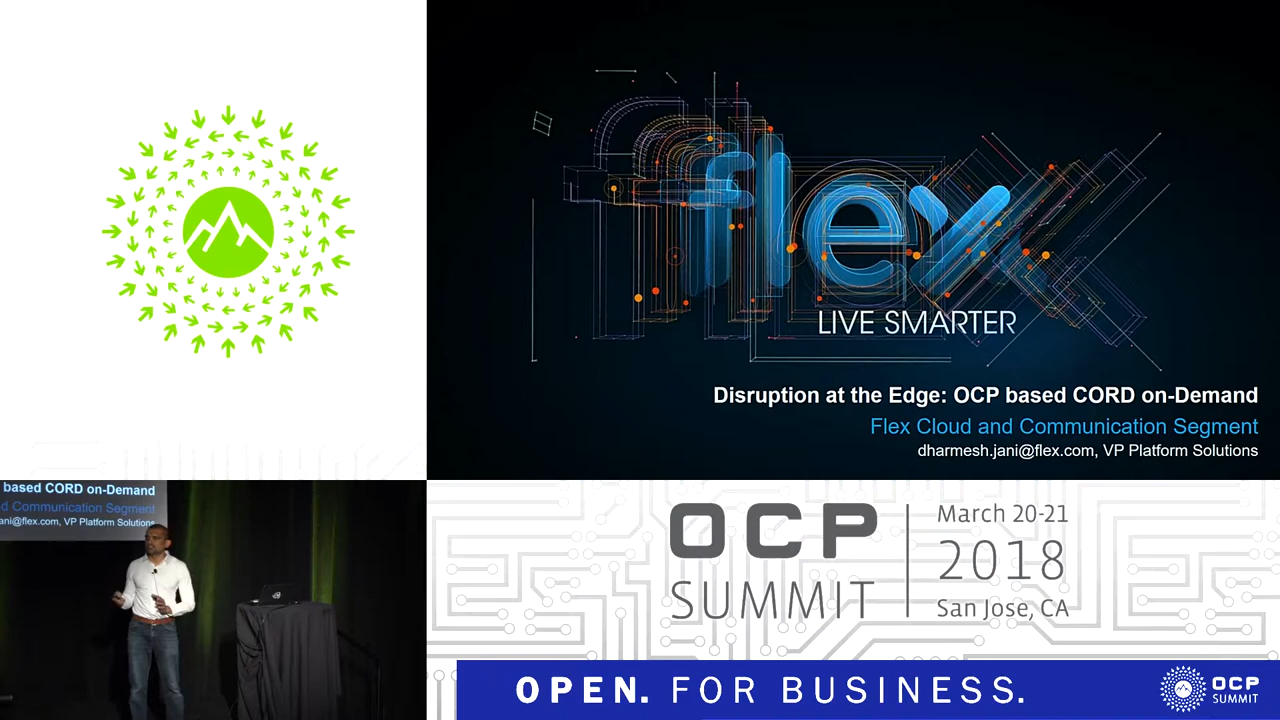 flex
LIVE SMARTER
Disruption at the Edge: OCP based CORD on-Demand
Flex Cloud and Communication Segment
dharmesh.jani@flex.com, VP Platform Solutions
based CORD on-Demand
d Communication Segment
ani@flex.com, VP Platform Solutions
OCP
SUMMIT
March 20-21
2018
San Jose, CA
OPEN. FOR BUSINESS.
OCP
SUMMIT